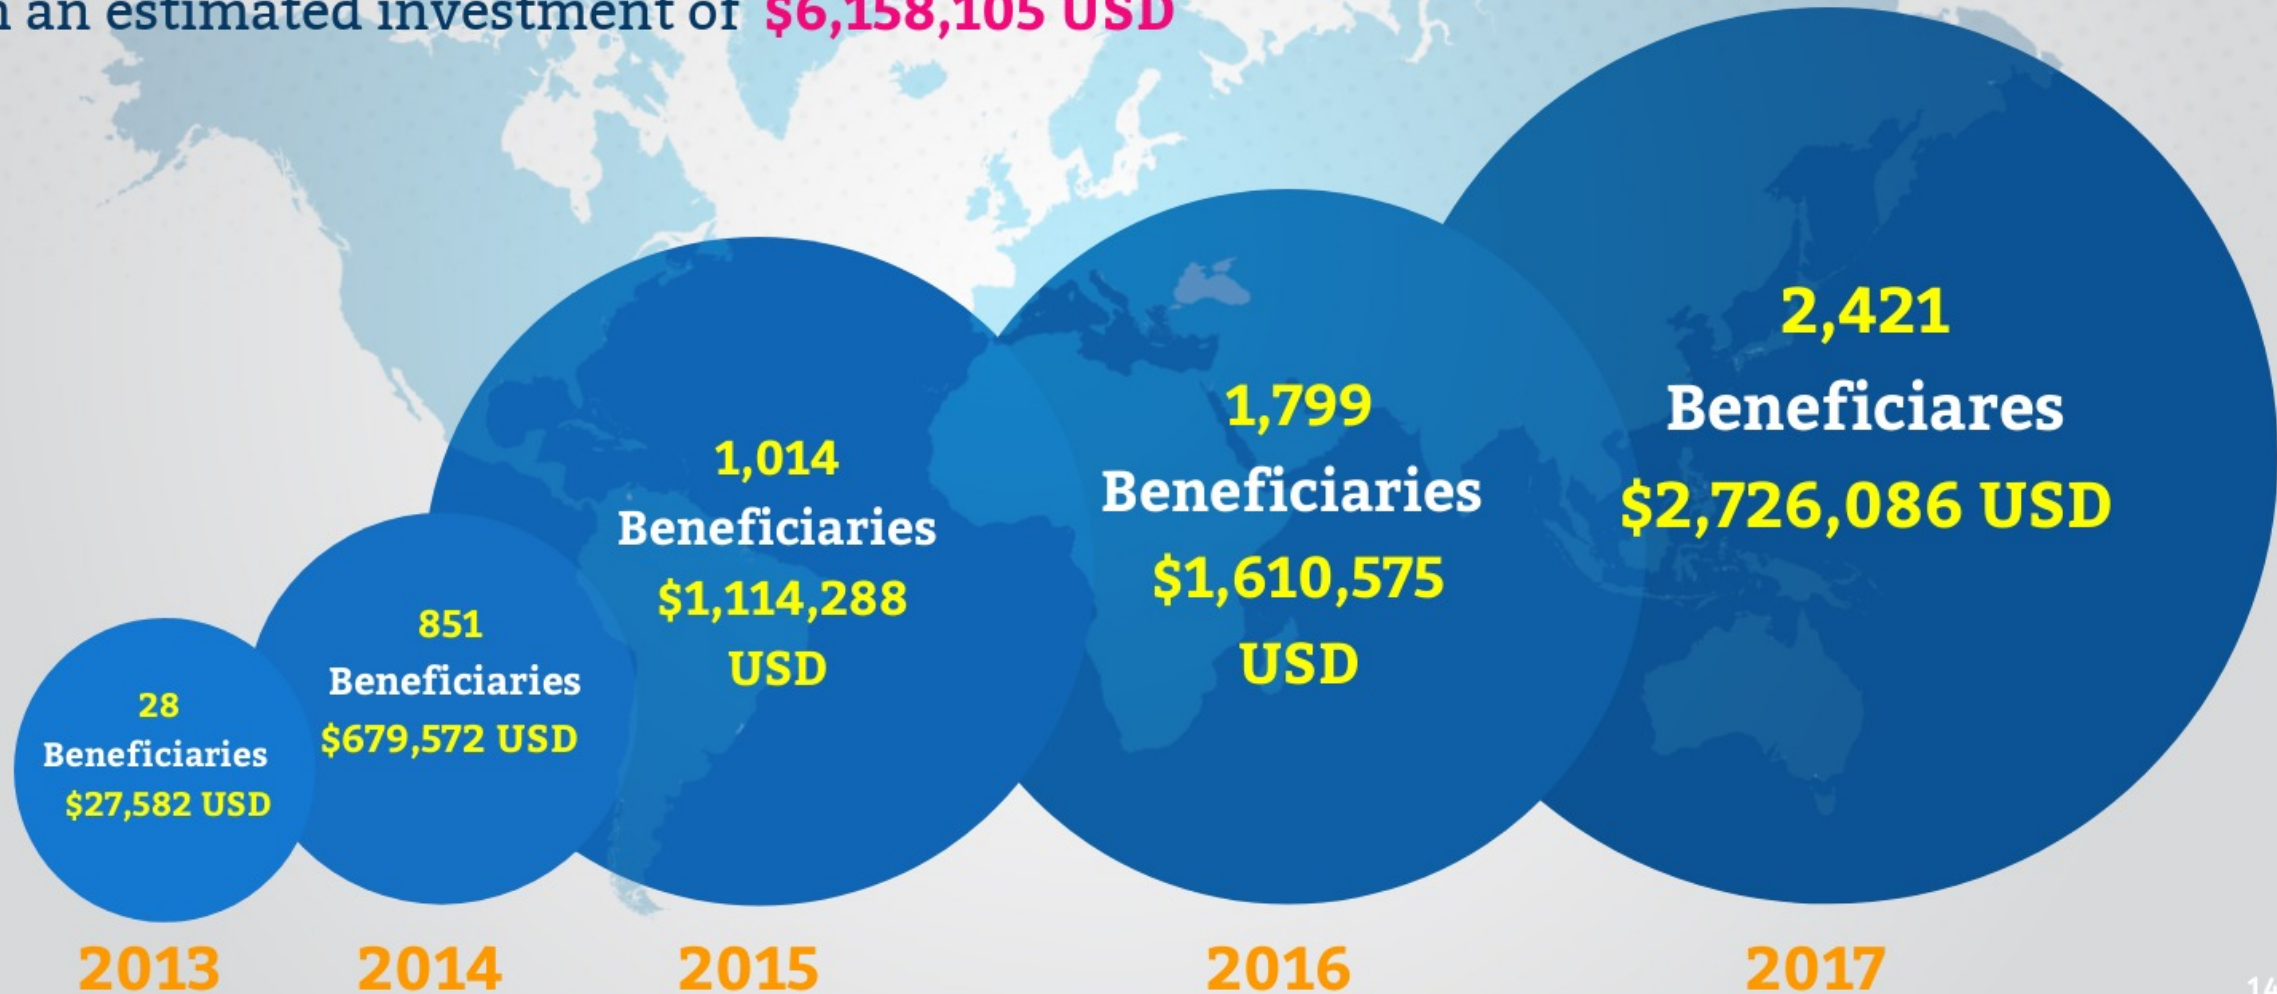 an estimated investment of $6,158,105 USD
28
Beneficiaries
$27,582 USD
2013
851
Beneficiaries
$679,572 USD
2014
1,014
Beneficiaries
$1,114,288
USD
2015
1,799
Beneficiaries
$1,610,575
USD
2016
2,421
Beneficiares
$2,726,086 USD
2017